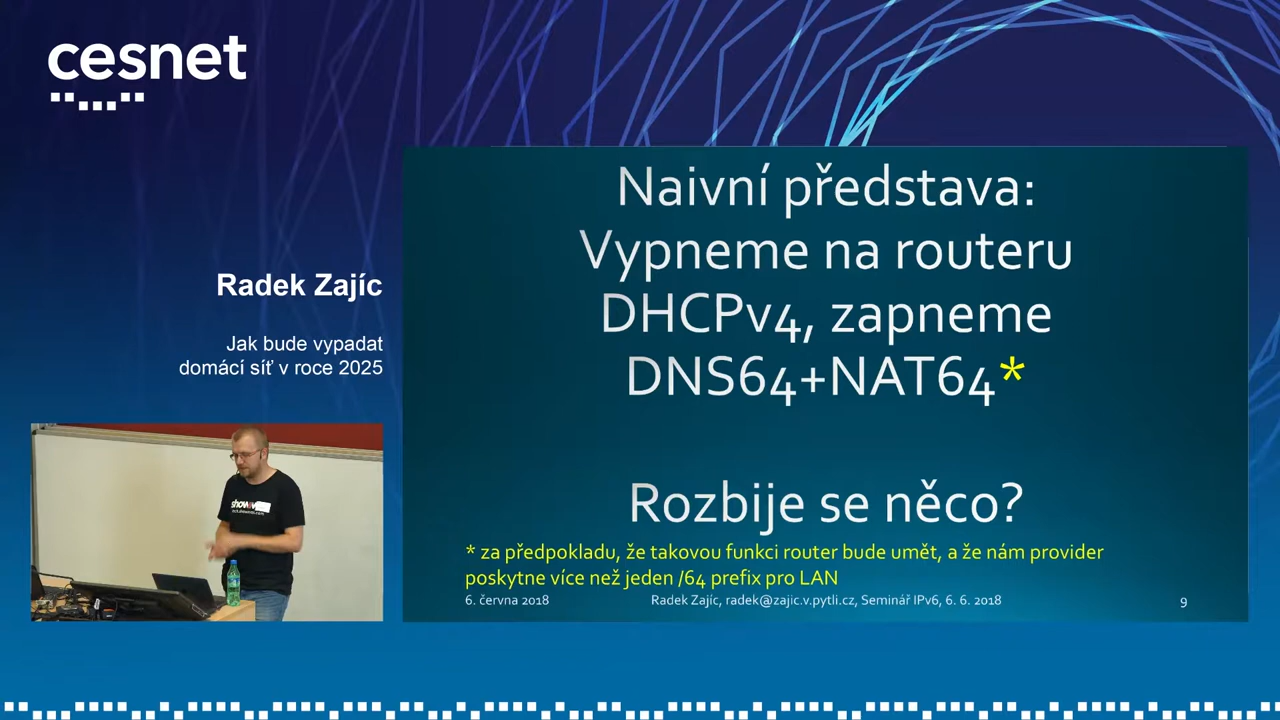 cesnet
Radek Zajíc
Jak bude vypadat
domácí síť v roce 2025
Naivní představa:
Vypneme na routeru
DHCPv4, zapneme
DNS64+NAT64*
Rozbije se něco?
* za předpokladu, že takovou funkci router bude umět, a že nám provider
poskytne více než jeden /64 prefix pro LAN
6. června 2018
Radek Zajíc, radek@zajic.v.pytli.cz, Seminář IPv6, 6. 6. 2018
9